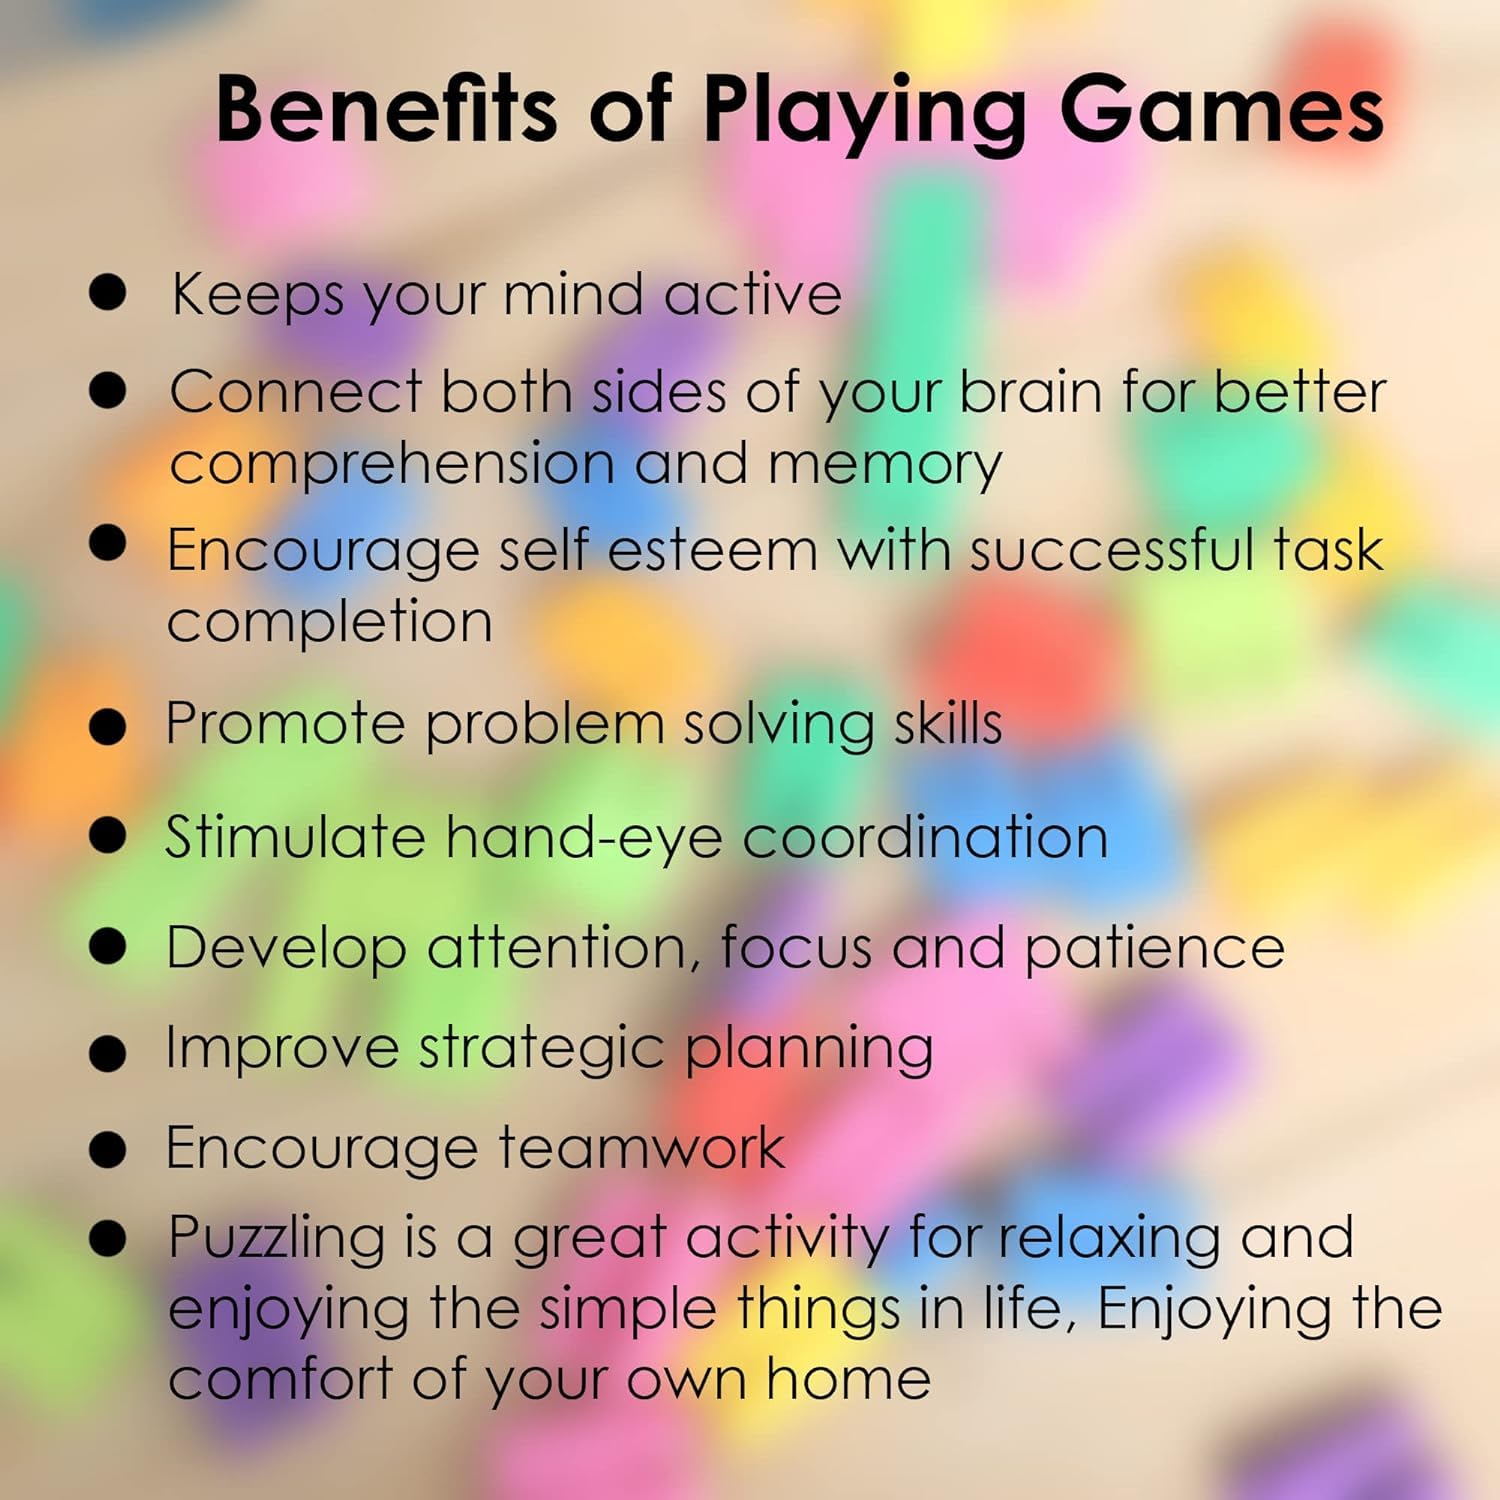 Benefits of Playing Games
● Keeps your mind active
● Connect both sides of your brain for better
comprehension and memory
● Encourage self esteem with successful task
completion
● Promote problem solving skills
● Stimulate hand-eye coordination
● Develop attention, focus and patience
● Improve strategic planning
● Encourage teamwork
● Puzzling is a great activity for relaxing and
enjoying the simple things in life, Enjoying the
comfort of your own home